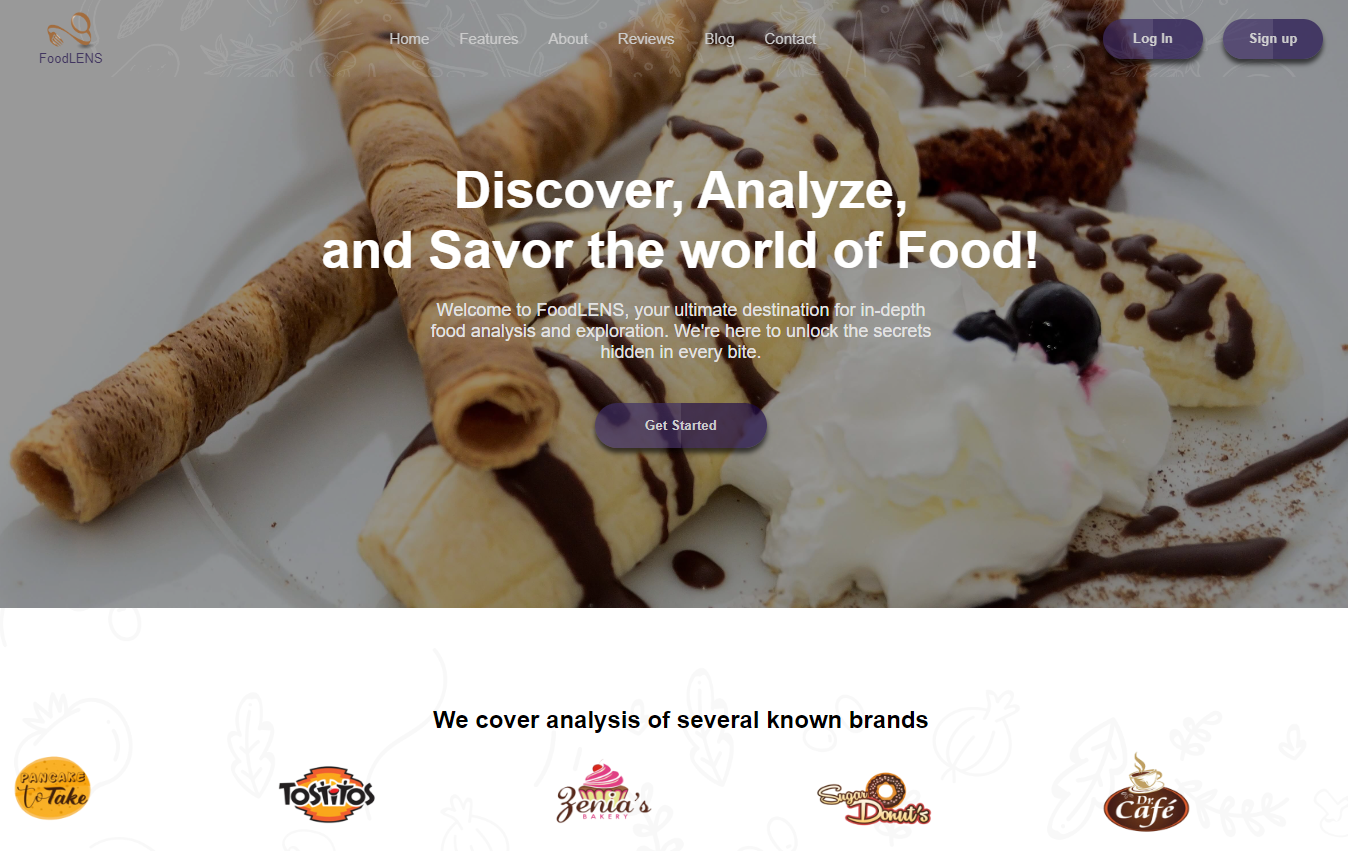 FoodLENS
Home Features About Reviews Blog Contact
Log In
Sign up
Discover, Analyze,
and Savor the world of Food!
Welcome to FoodLENS, your ultimate destination for in-depth
food analysis and exploration. We're here to unlock the secrets
hidden in every bite.
Get Started
We cover analysis of several known brands
PANCAKE
to Take
TOSTITOS
Zenia's
BAKERY
Sugar
Donut's
Dr.
Café